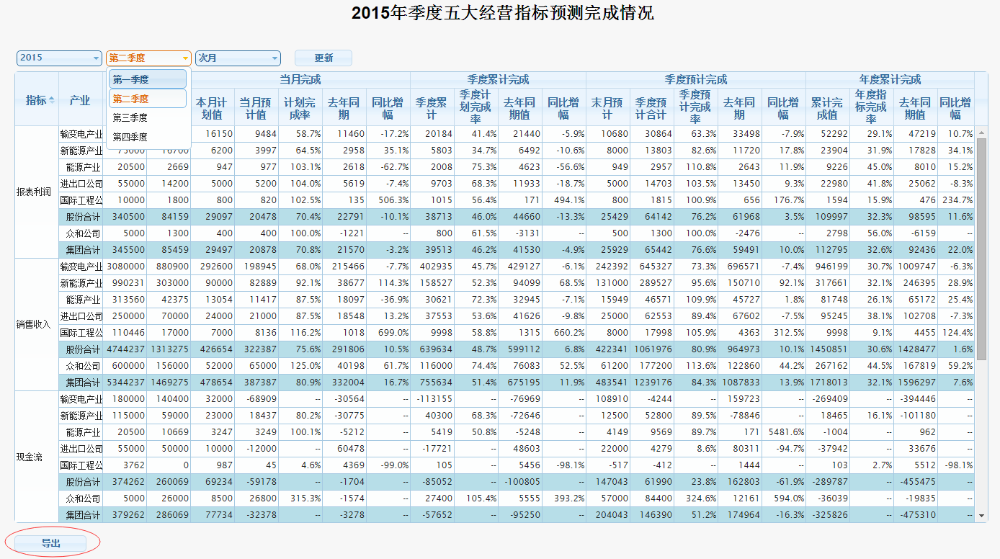 2015年季度五大经营指标预测完成情况
2015 第二季度 次月 更新
第一季度
第二季度
第三季度
第四季度
当月完成 季度累计完成 季度预计完成 年度累计完成
指标 产业 本月计划值 当月预计值 计划完成率 去年同期 同比增幅 季度累计 季度计划完成率 去年同期值 同比增幅 末月预计 季度预计合计 季度预计完成率 去年同期 同比增幅 累计完成值 年度指标完成率 去年同期值 同比增幅
报表利润
输变电产业 16150 9484 58.7% 11460 -17.2% 20184 41.4% 21440 -5.9% 10680 30864 63.3% 33498 -7.9% 52292 29.1% 47219 10.7%
新能源产业 75000 16700 6200 3997 64.5% 2958 35.1% 5803 34.7% 6492 -10.6% 8000 13803 82.6% 11720 17.8% 23904 31.9% 17828 34.1%
能源产业 20500 2669 947 977 103.1% 2618 -62.7% 2008 75.3% 4623 -56.6% 949 2957 110.8% 2643 11.9% 9226 45.0% 8010 15.2%
进出口公司 55000 14200 5000 5200 104.0% 5619 -7.4% 9703 68.3% 11933 -18.7% 5000 14703 103.5% 13450 9.3% 22980 41.8% 25062 -8.3%
国际工程公 10000 1800 800 820 102.5% 135 506.3% 1015 56.4% 171 494.1% 800 1815 100.9% 656 176.7% 1594 15.9% 476 234.7%
股份合计 340500 84159 29097 20478 70.4% 22791 -10.1% 38713 46.0% 44660 -13.3% 25429 64142 76.2% 61968 3.5% 109997 32.3% 98595 11.6%
众和公司 5000 1300 400 400 100.0% -1221 -- 800 61.5% -3131 -- 500 1300 100.0% -2476 -- 2798 56.0% -6159 --
集团合计 345500 85459 29497 20878 70.8% 21570 -3.2% 39513 46.2% 41530 -4.9% 25929 65442 76.6% 59491 10.0% 112795 32.6% 92436 22.0%
销售收入
输变电产业 3080000 880900 292600 198945 68.0% 215466 -7.7% 402935 45.7% 429127 -6.1% 242392 645327 73.3% 696571 -7.4% 946199 30.7% 1009747 -6.3%
新能源产业 990231 303000 90000 82889 92.1% 38677 114.3% 158527 52.3% 94099 68.5% 131000 289527 95.6% 150710 92.1% 317661 32.1% 246395 28.9%
能源产业 313560 42375 13054 11417 87.5% 18097 -36.9% 30621 72.3% 32945 -7.1% 15949 46571 109.9% 45727 1.8% 81748 26.1% 65172 25.4%
进出口公司 250000 70000 24000 21000 87.5% 18548 13.2% 37553 53.6% 41626 -9.8% 25000 62553 89.4% 67602 -7.5% 95245 38.1% 102708 -7.3%
国际工程公 110446 17000 7000 8136 116.2% 1018 699.0% 9998 58.8% 1315 660.2% 8000 17998 105.9% 4363 312.5% 9998 9.1% 4455 124.4%
股份合计 4744237 1313275 426654 322387 75.6% 291806 10.5% 639634 48.7% 599112 6.8% 422341 1061976 80.9% 964973 10.1% 1450851 30.6% 1428477 1.6%
众和公司 600000 156000 52000 65000 125.0% 40198 61.7% 116000 74.4% 76083 52.5% 61200 177200 113.6% 122860 44.2% 267162 44.5% 167819 59.2%
集团合计 5344237 1469275 478654 387387 80.9% 332004 16.7% 755634 51.4% 675195 11.9% 483541 1239176 84.3% 1087833 13.9% 1718013 32.1% 1596297 7.6%
现金流
输变电产业 180000 140400 32000 -68909 -- -30564 -- -113155 -- -76969 -- 108910 -4244 -- 159723 -- -269409 -- -394446 --
新能源产业 115000 59000 23000 18437 80.2% -30775 -- 40300 68.3% -72646 -- 12500 52800 89.5% -78846 -- 18465 16.1% -101180 --
能源产业 20500 10669 3247 3249 100.1% -5212 -- 5419 50.8% -5248 -- 4149 9569 89.7% 171 5481.6% -1004 -- 962 --
进出口公司 55000 50000 10000 -12000 -- 60478 -- -17721 -- 48603 -- 22000 4279 8.6% 80311 -94.7% -37942 -- 33676 --
国际工程公 3762 0 987 45 4.6% 4369 -99.0% 105 -- 5456 -98.1% -517 -412 -- 1444 -- 103 2.7% 5512 -98.1%
股份合计 374262 260069 69234 -59178 -- -1704 -- -85052 -- -100805 -- 147043 61990 23.8% 162803 -61.9% -289787 -- -455475 --
众和公司 5000 26000 8500 26800 315.3% -1574 -- 27400 105.4% 5555 393.2% 57000 84400 324.6% 12161 594.0% -36039 -- -19835 --
集团合计 379262 286069 77734 -32378 -- -3278 -- -57652 -- -95250 -- 204043 146390 51.2% 174964 -16.3% -325826 -- -475310 --
导出